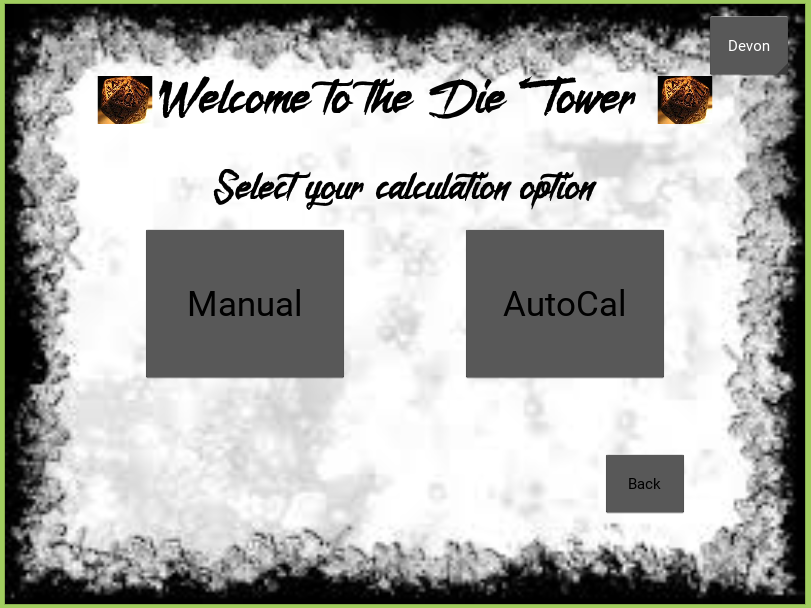 Devon
Welcome to the Die Tower
Select your calculation option
Manual
AutoCal
Back